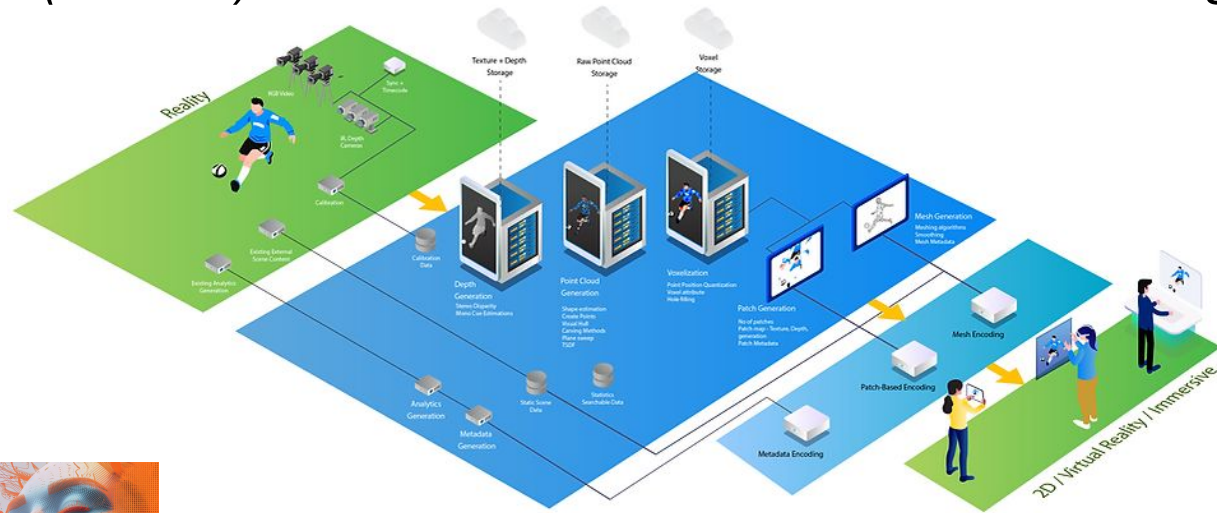 Texture + Depth
Storage
Raw Point Cloud
Storage
Voxel
Storage
Reality
RGB Video
Sync +
Timecode
IR Depth
Cameras
Calibration
Existing External
Scene Content
Existing Analytics
Generation
Calibration
Data
Depth
Generation
Stereo Disparity
Mono Cue Estimations
Point Cloud
Generation
Shape estimation
Create Points
Visual Hull
Carving Methods
Plane sweep
TSDF
Voxelization
Point Position Quantization
Voxel attribute
Hole filling
Patch Generation
No of patches
Patch map - Texture, Depth,
generation
Patch Metadata
Mesh Generation
Meshing algorithms
Smoothing
Mesh Metadata
Analytics
Generation
Metadata
Generation
Static Scene
Data
Statistics
Searchable Data
Mesh Encoding
Patch-Based Encoding
Metadata Encoding
2D / Virtual Reality / Immersive